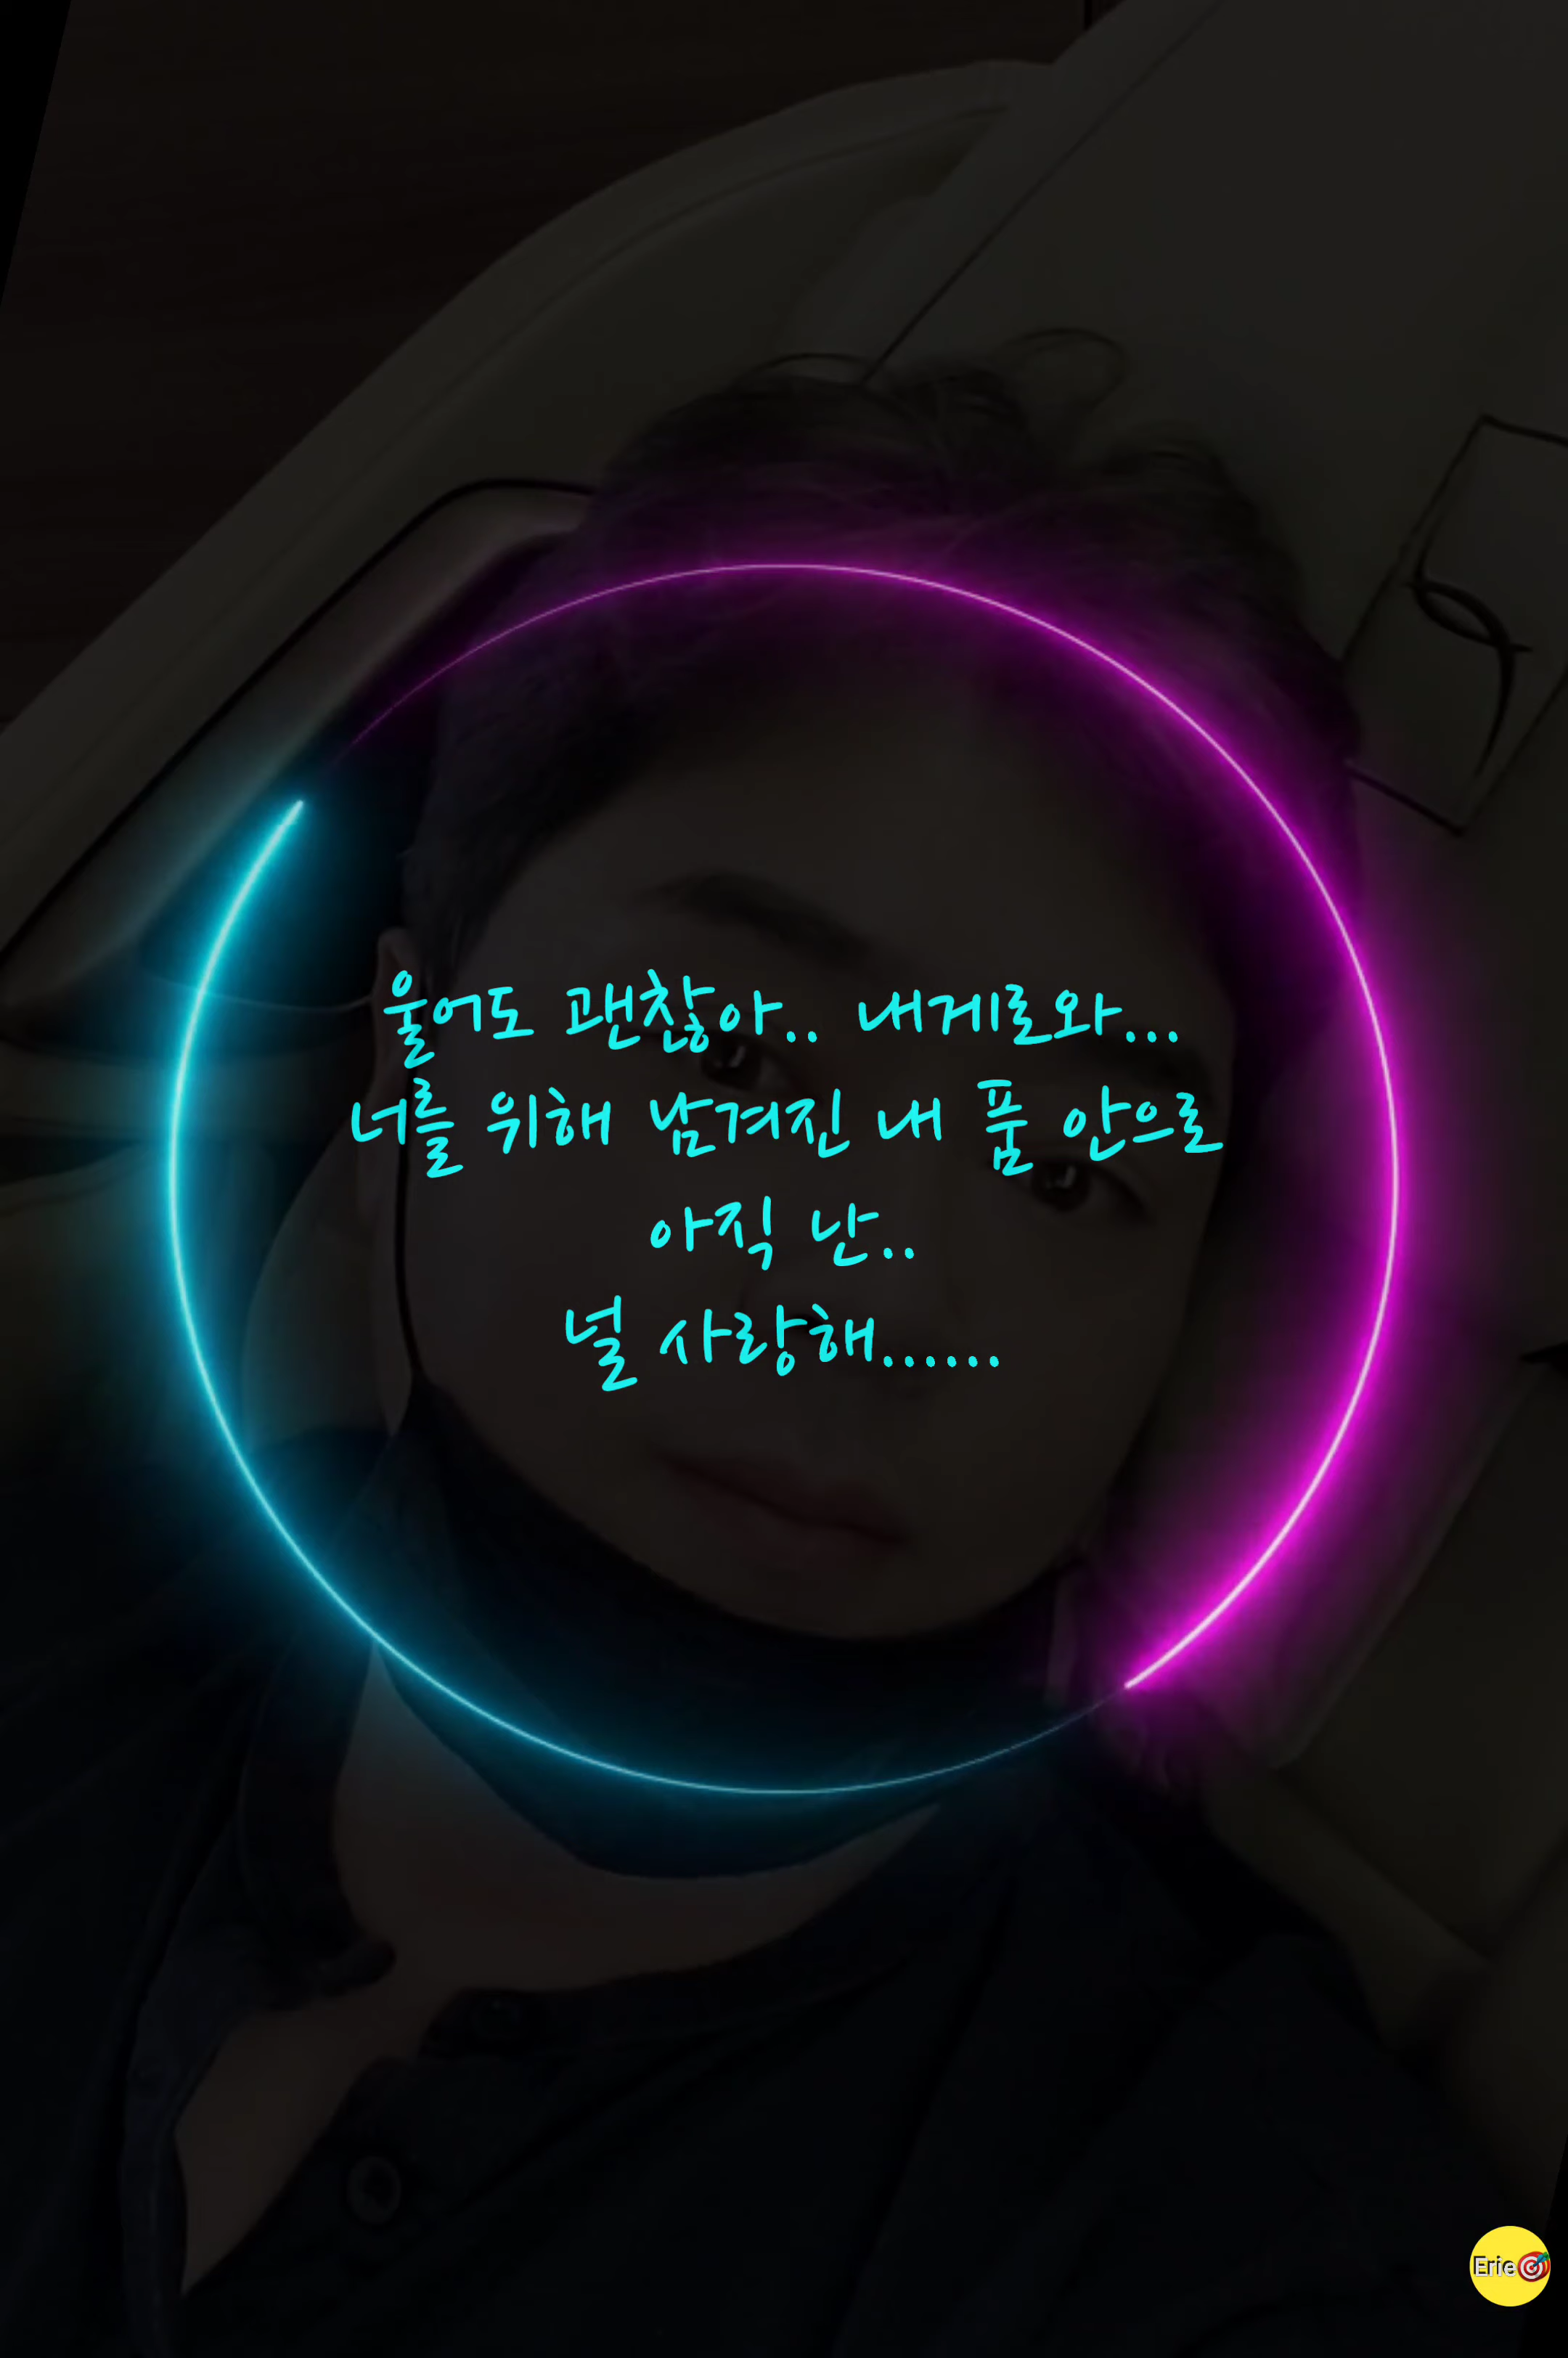 울어도 괜찮아.. 내게로와...
너를 위해 남겨진 내 품 안으로
아직 난..
널 사랑해......
Erie